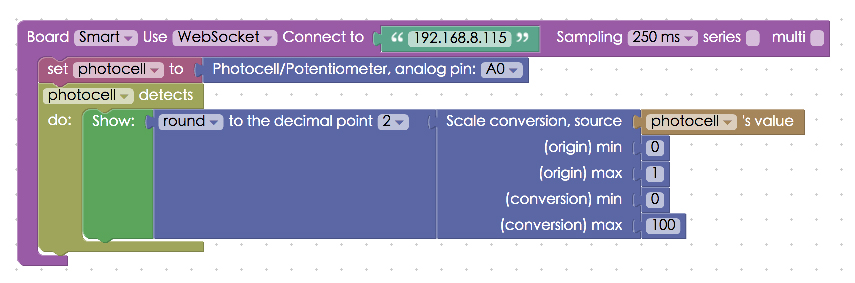 Board Smart Use WebSocket Connect to “ 192.168.8.115 ” Sampling 250 ms series multi
set photocell to Photocell/Potentiometer, analog pin: A0
photocell detects
do: Show: round to the decimal point 2 Scale conversion, source photocell 's value
(origin) min 0
(origin) max 1
(conversion) min 0
(conversion) max 100